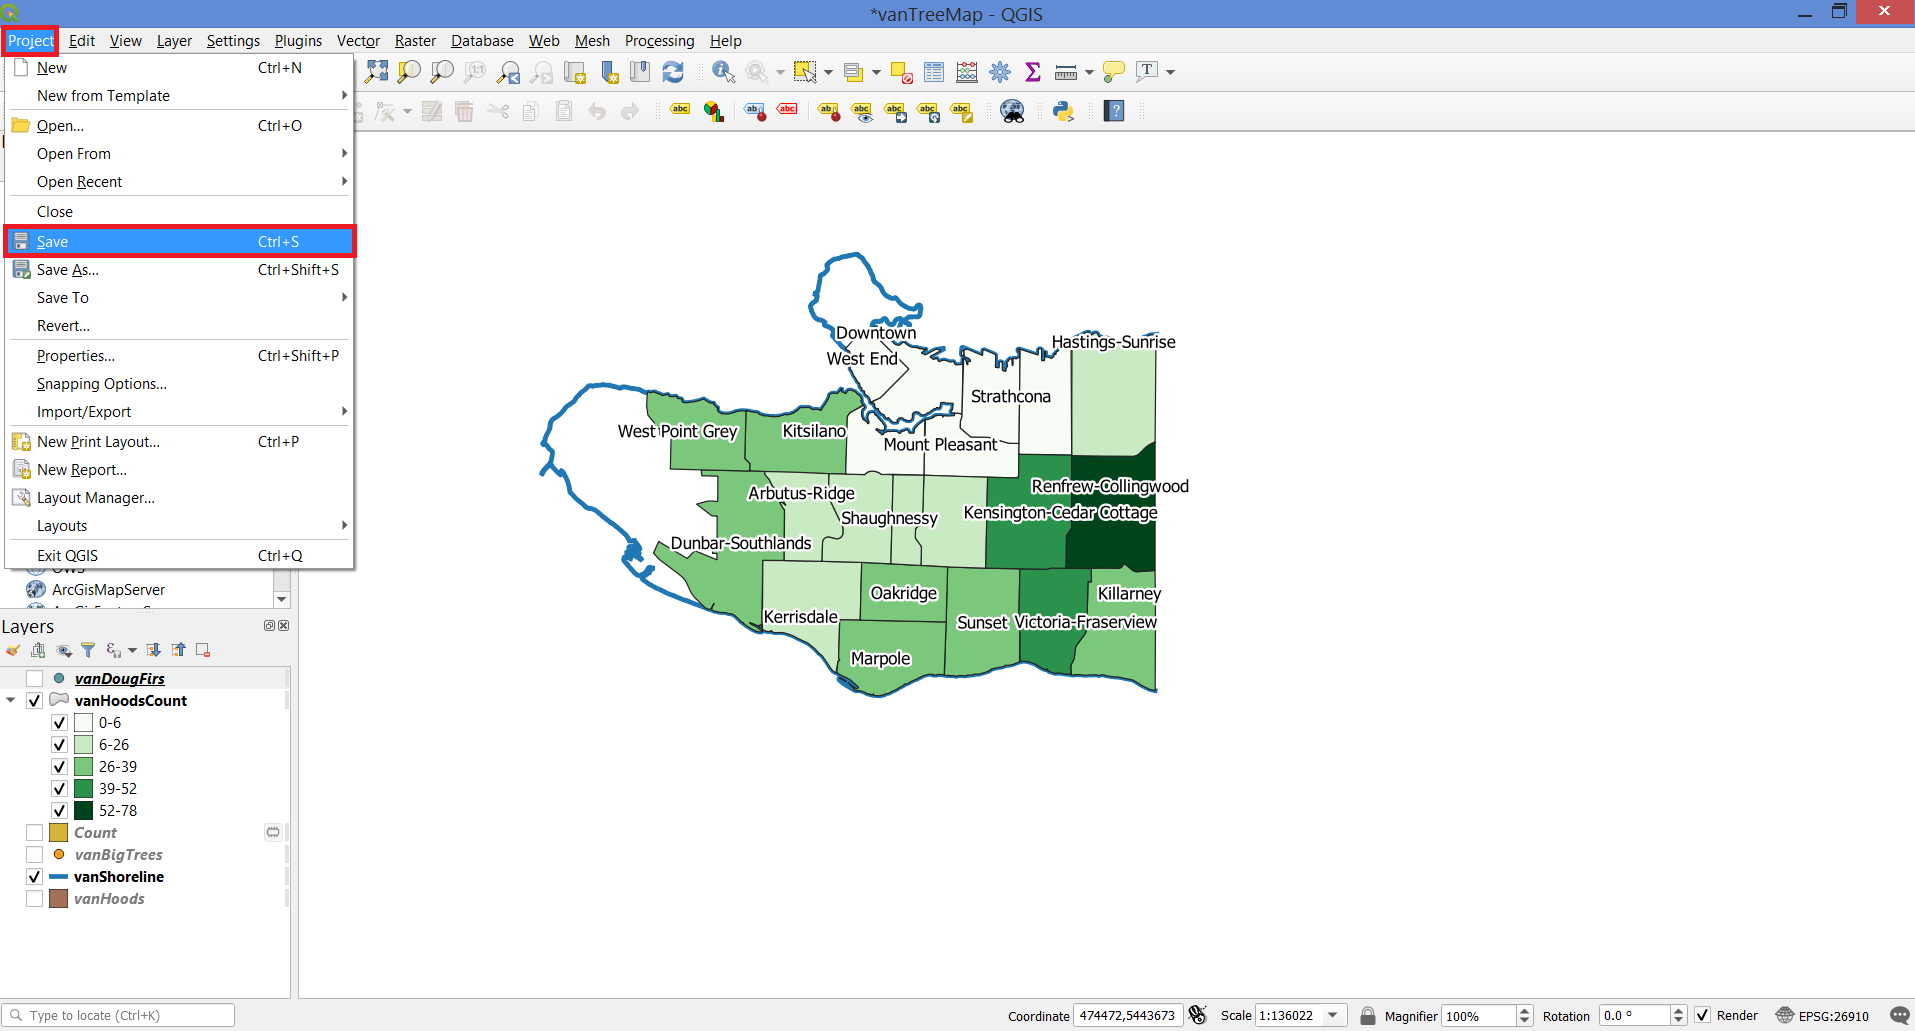 *vanTreeMap - QGIS
Project Edit View Layer Settings Plugins Vector Raster Database Web Mesh Processing Help
New Ctrl+N
New from Template
Open... Ctrl+O
Open From
Open Recent
Close
Save Ctrl+S
Save As... Ctrl+Shift+S
Save To
Revert...
Properties... Ctrl+Shift+P
Snapping Options...
Import/Export
New Print Layout... Ctrl+P
New Report...
Layout Manager...
Layouts
Exit QGIS Ctrl+Q
OWS
ArcGisMapServer
Layers
vanDougFirs
vanHoodsCount
0-6
6-26
26-39
39-52
52-78
Count
vanBigTrees
vanShoreline
vanHoods
Downtown
West End
Hastings-Sunrise
Strathcona
West Point Grey
Kitsilano
Mount Pleasant
Arbutus-Ridge
Renfrew-Collingwood
Shaughnessy
Kensington-Cedar Cottage
Dunbar-Southlands
Oakridge
Killarney
Kerrisdale
Sunset
Victoria-Fraserview
Marpole
Type to locate (Ctrl+K)
Coordinate 474472,5443673 Scale 1:136022 Magnifier 100% Rotation 0.0 ° Render EPSG:26910